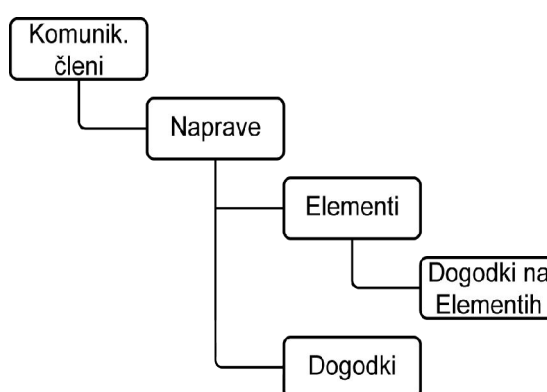 Komunik.
členi
Naprave
Elementi
Dogodki na
Elementih
Dogodki